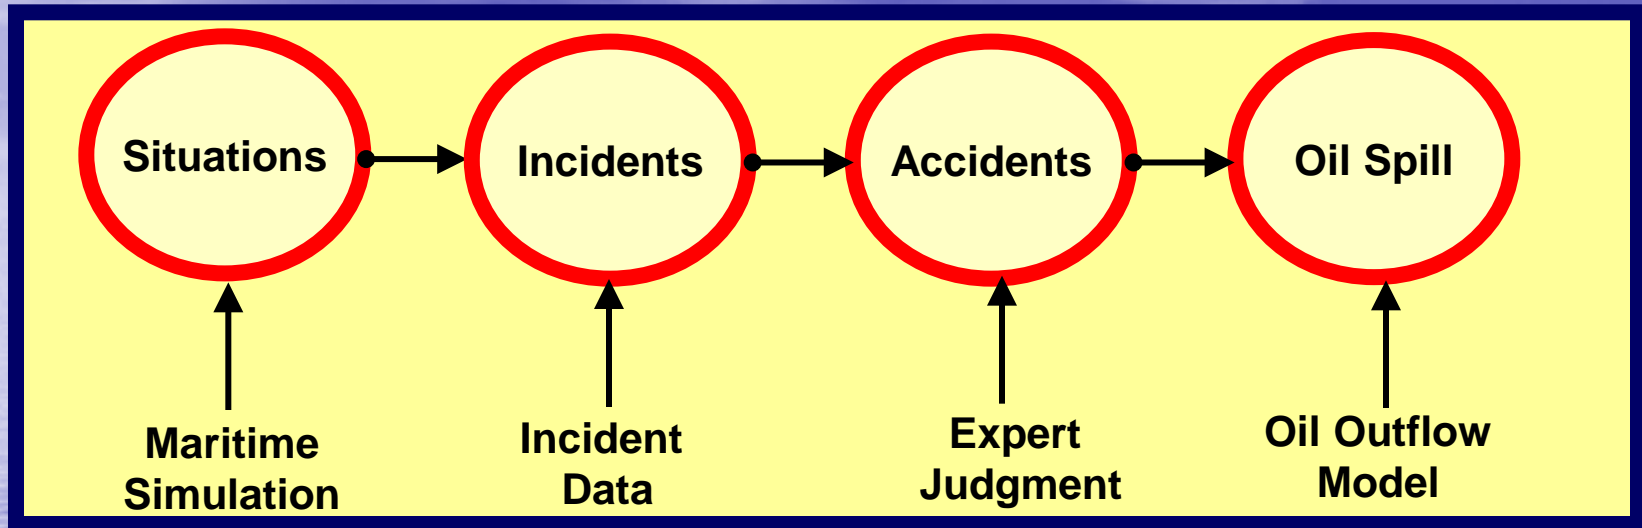 Situations
Incidents
Accidents
Oil Spill
Maritime
Simulation
Incident
Data
Expert
Judgment
Oil Outflow
Model